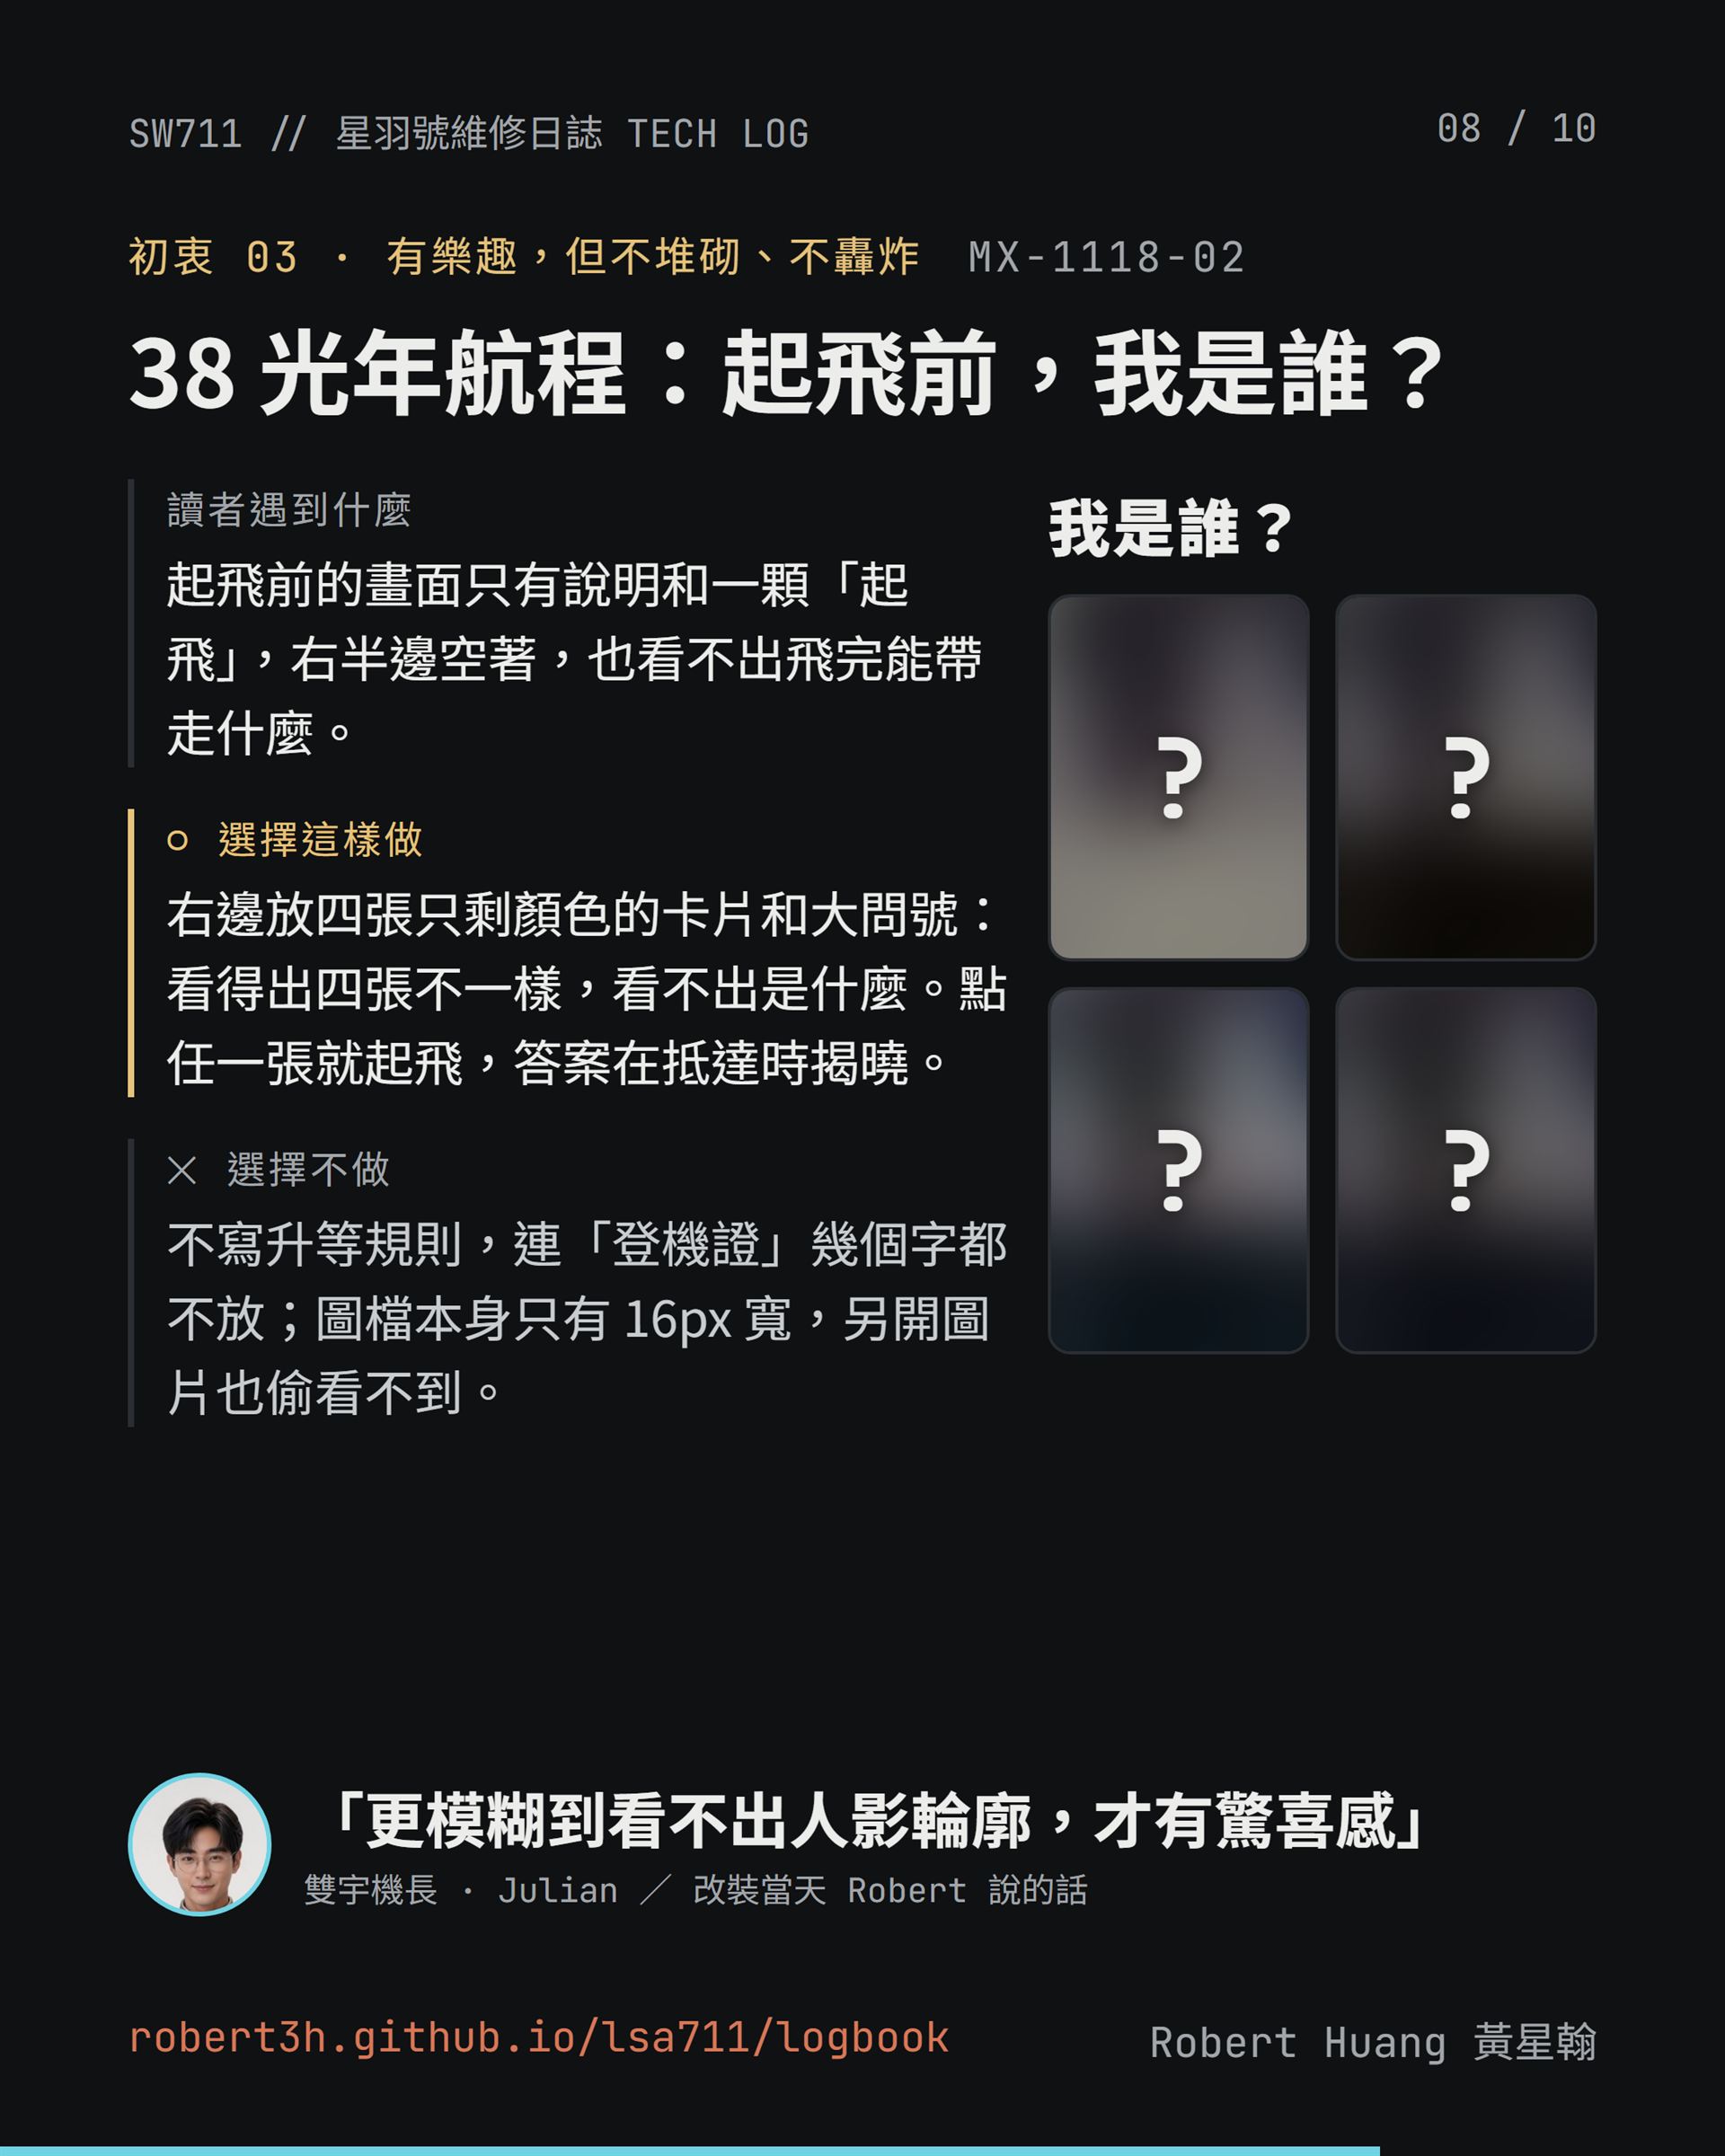 SW711 // 星羽號維修日誌 TECH LOG
08 / 10
初衷 03 · 有樂趣，但不堆砌、不轟炸 MX-1118-02
38 光年航程：起飛前，我是誰？
讀者遇到什麼
起飛前的畫面只有說明和一顆「起
飛」，右半邊空著，也看不出飛完能帶
走什麼。
○ 選擇這樣做
右邊放四張只剩顏色的卡片和大問號：
看得出四張不一樣，看不出是什麼。點
任一張就起飛，答案在抵達時揭曉。
╳ 選擇不做
不寫升等規則，連「登機證」幾個字都
不放；圖檔本身只有 16px 寬，另開圖
片也偷看不到。
我是誰？
?
?
?
?
「更模糊到看不出人影輪廓，才有驚喜感」
雙宇機長 · Julian ╱ 改裝當天 Robert 說的話
robert3h.github.io/lsa711/logbook
Robert Huang 黃星翰